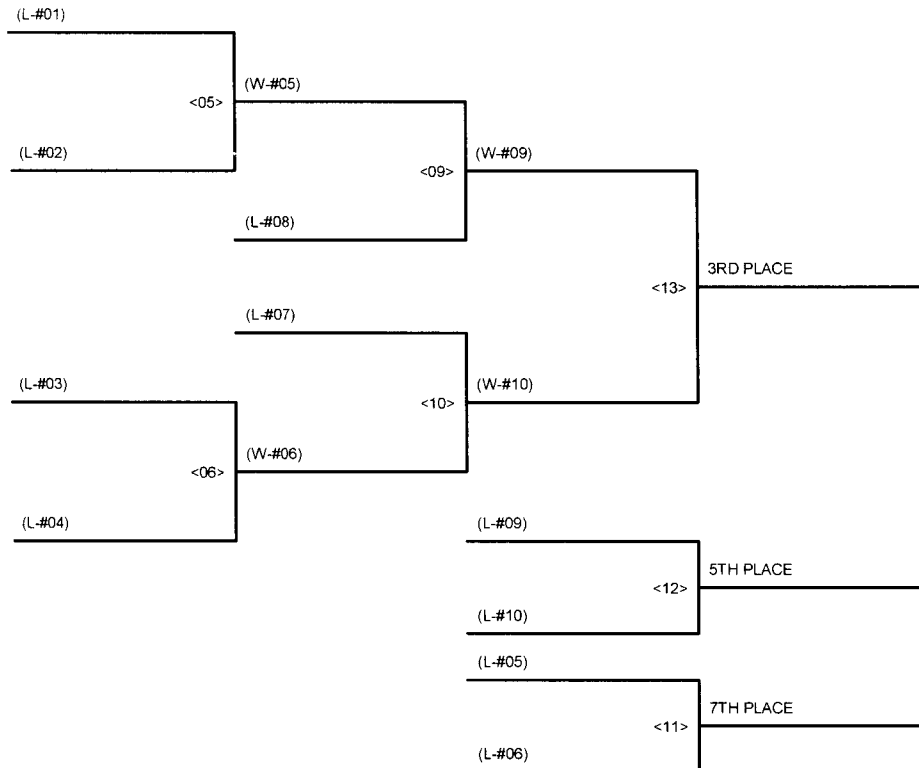 (L-#01)
(W-#05)
<05>
(L-#02)
(W-#09)
<09>
(L-#08)
3RD PLACE
<13>
(L-#07)
(L-#03)
(W-#10)
<10>
(W-#06)
<06>
(L-#04)
(L-#09)
5TH PLACE
<12>
(L-#10)
(L-#05)
7TH PLACE
<11>
(L-#06)